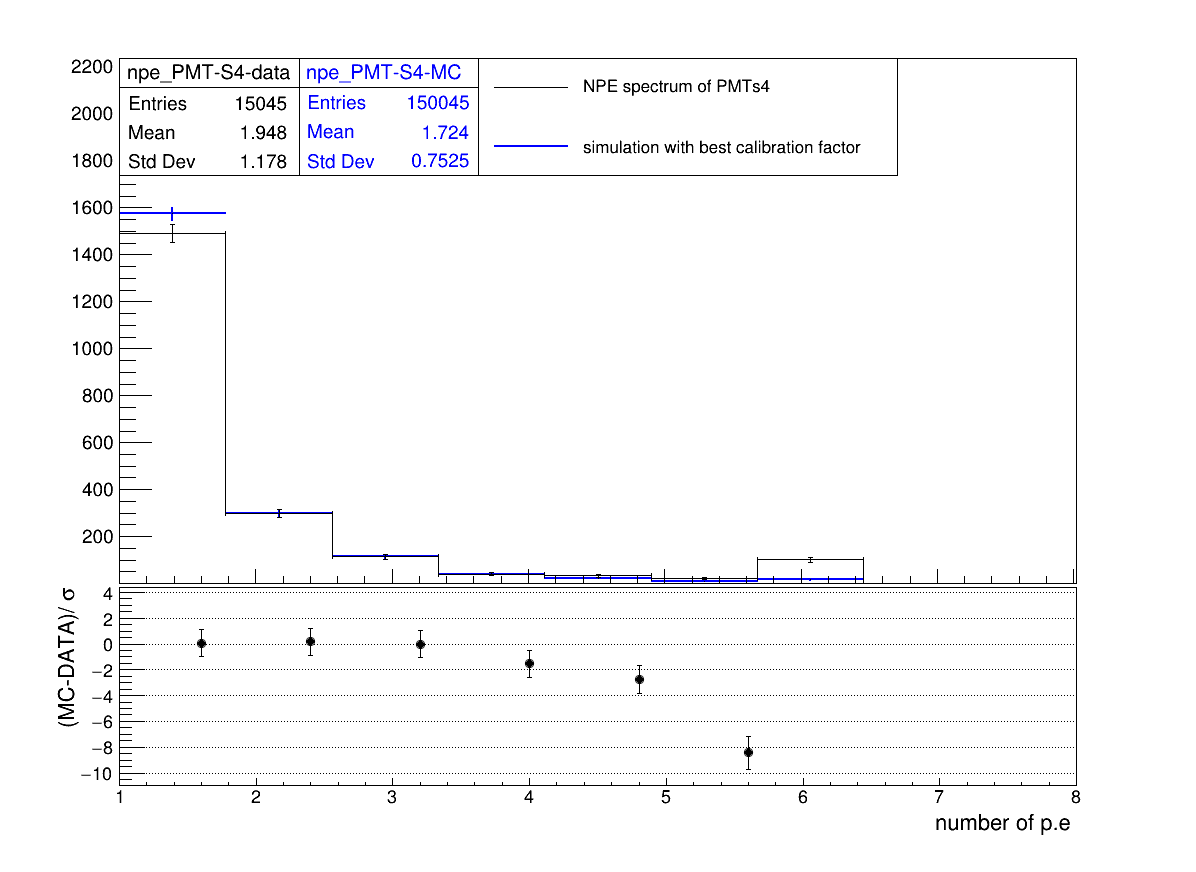 npe_PMT-S4-data
Entries 15045
Mean 1.948
Std Dev 1.178
npe_PMT-S4-MC
Entries 150045
Mean 1.724
Std Dev 0.7525
NPE spectrum of PMTs4
simulation with best calibration factor
2200
2000
1800
1600
1400
1200
1000
800
600
400
200
(MC-DATA)/ σ
4
2
0
−2
−4
−6
−8
−10
1 2 3 4 5 6 7 8
number of p.e